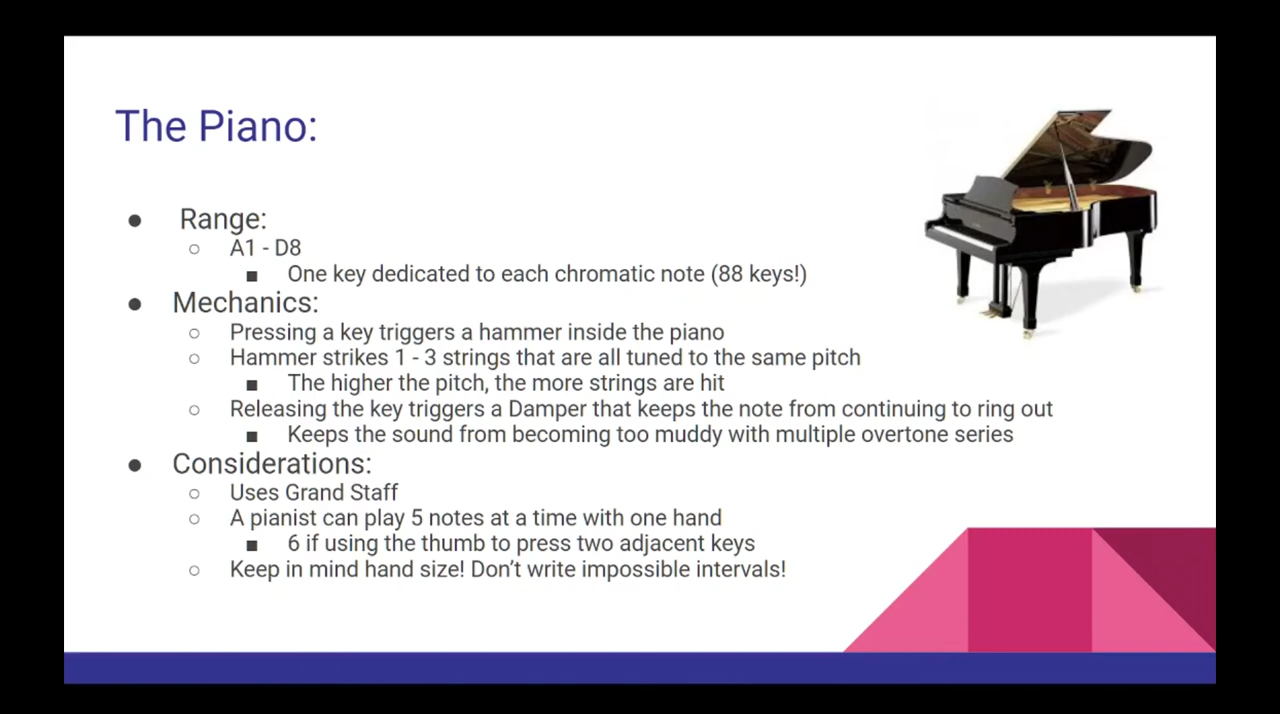 The Piano:
● Range:
○ A1 - D8
■ One key dedicated to each chromatic note (88 keys!)
● Mechanics:
○ Pressing a key triggers a hammer inside the piano
○ Hammer strikes 1 - 3 strings that are all tuned to the same pitch
■ The higher the pitch, the more strings are hit
○ Releasing the key triggers a Damper that keeps the note from continuing to ring out
■ Keeps the sound from becoming too muddy with multiple overtone series
● Considerations:
○ Uses Grand Staff
○ A pianist can play 5 notes at a time with one hand
■ 6 if using the thumb to press two adjacent keys
○ Keep in mind hand size! Don’t write impossible intervals!